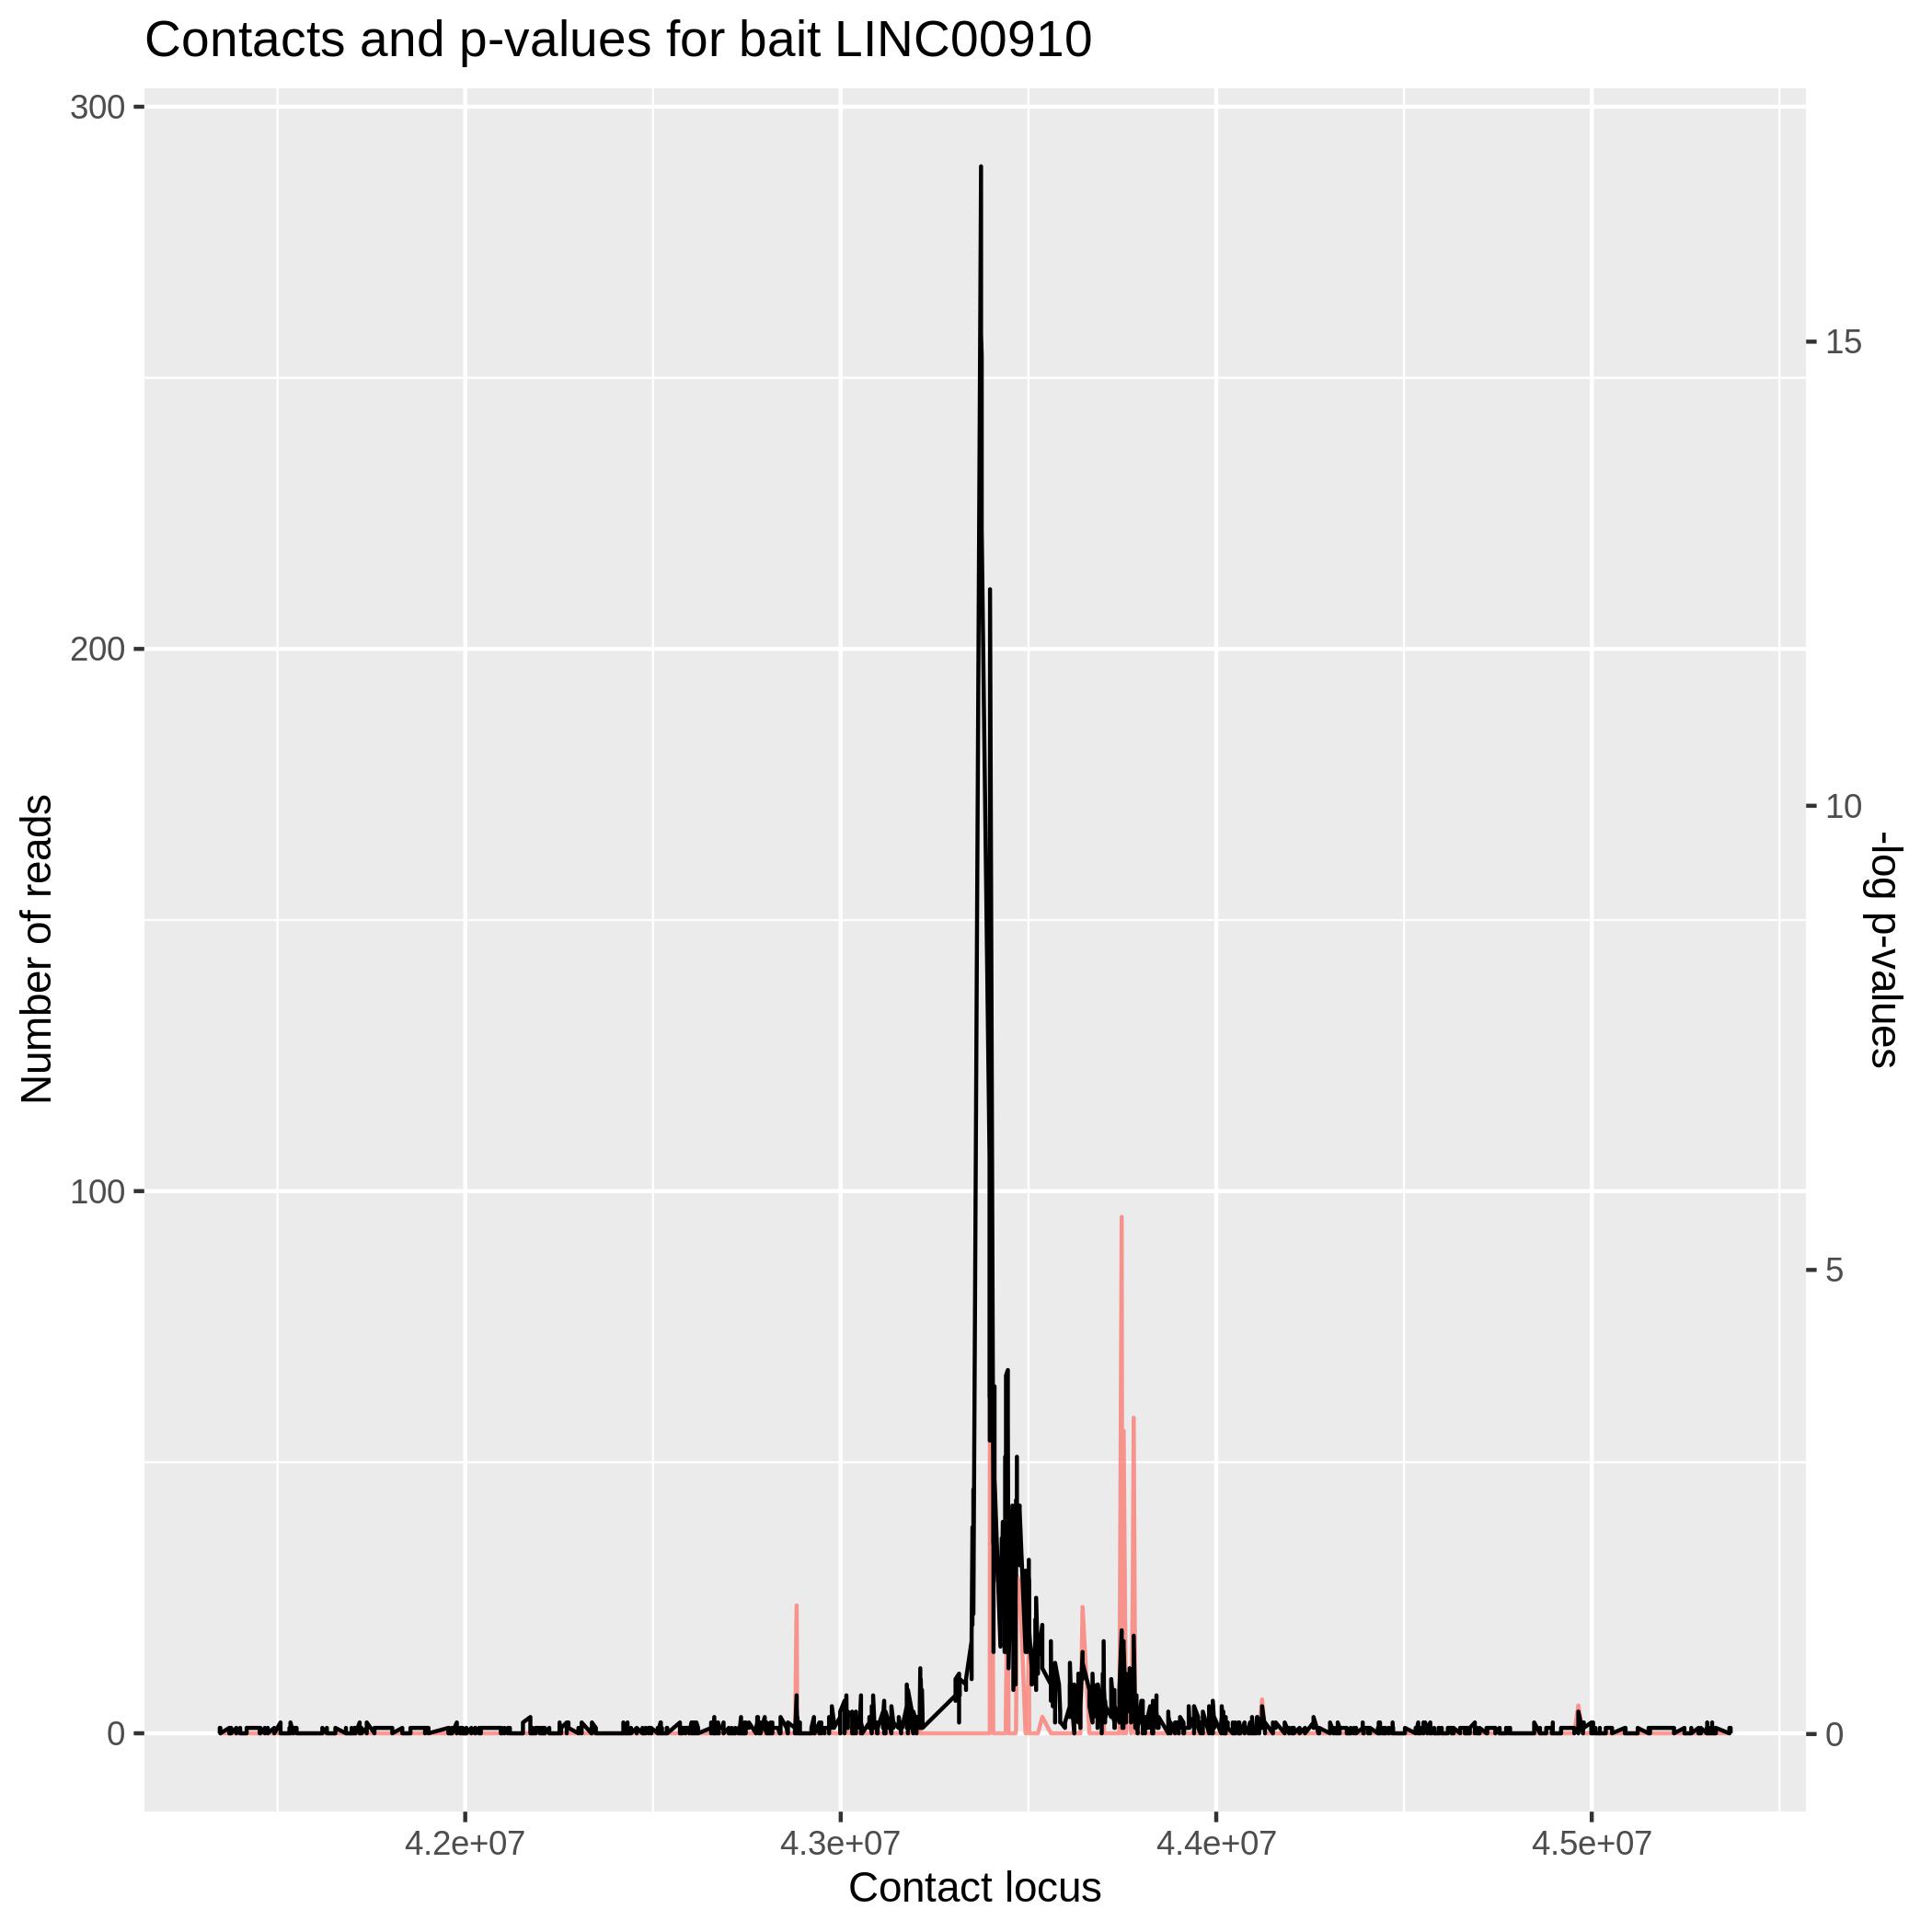 Contacts and p-values for bait LINC00910
300
200
100
0
Number of reads
15
10
5
0
-log p-values
4.2e+07
4.3e+07
4.4e+07
4.5e+07
Contact locus